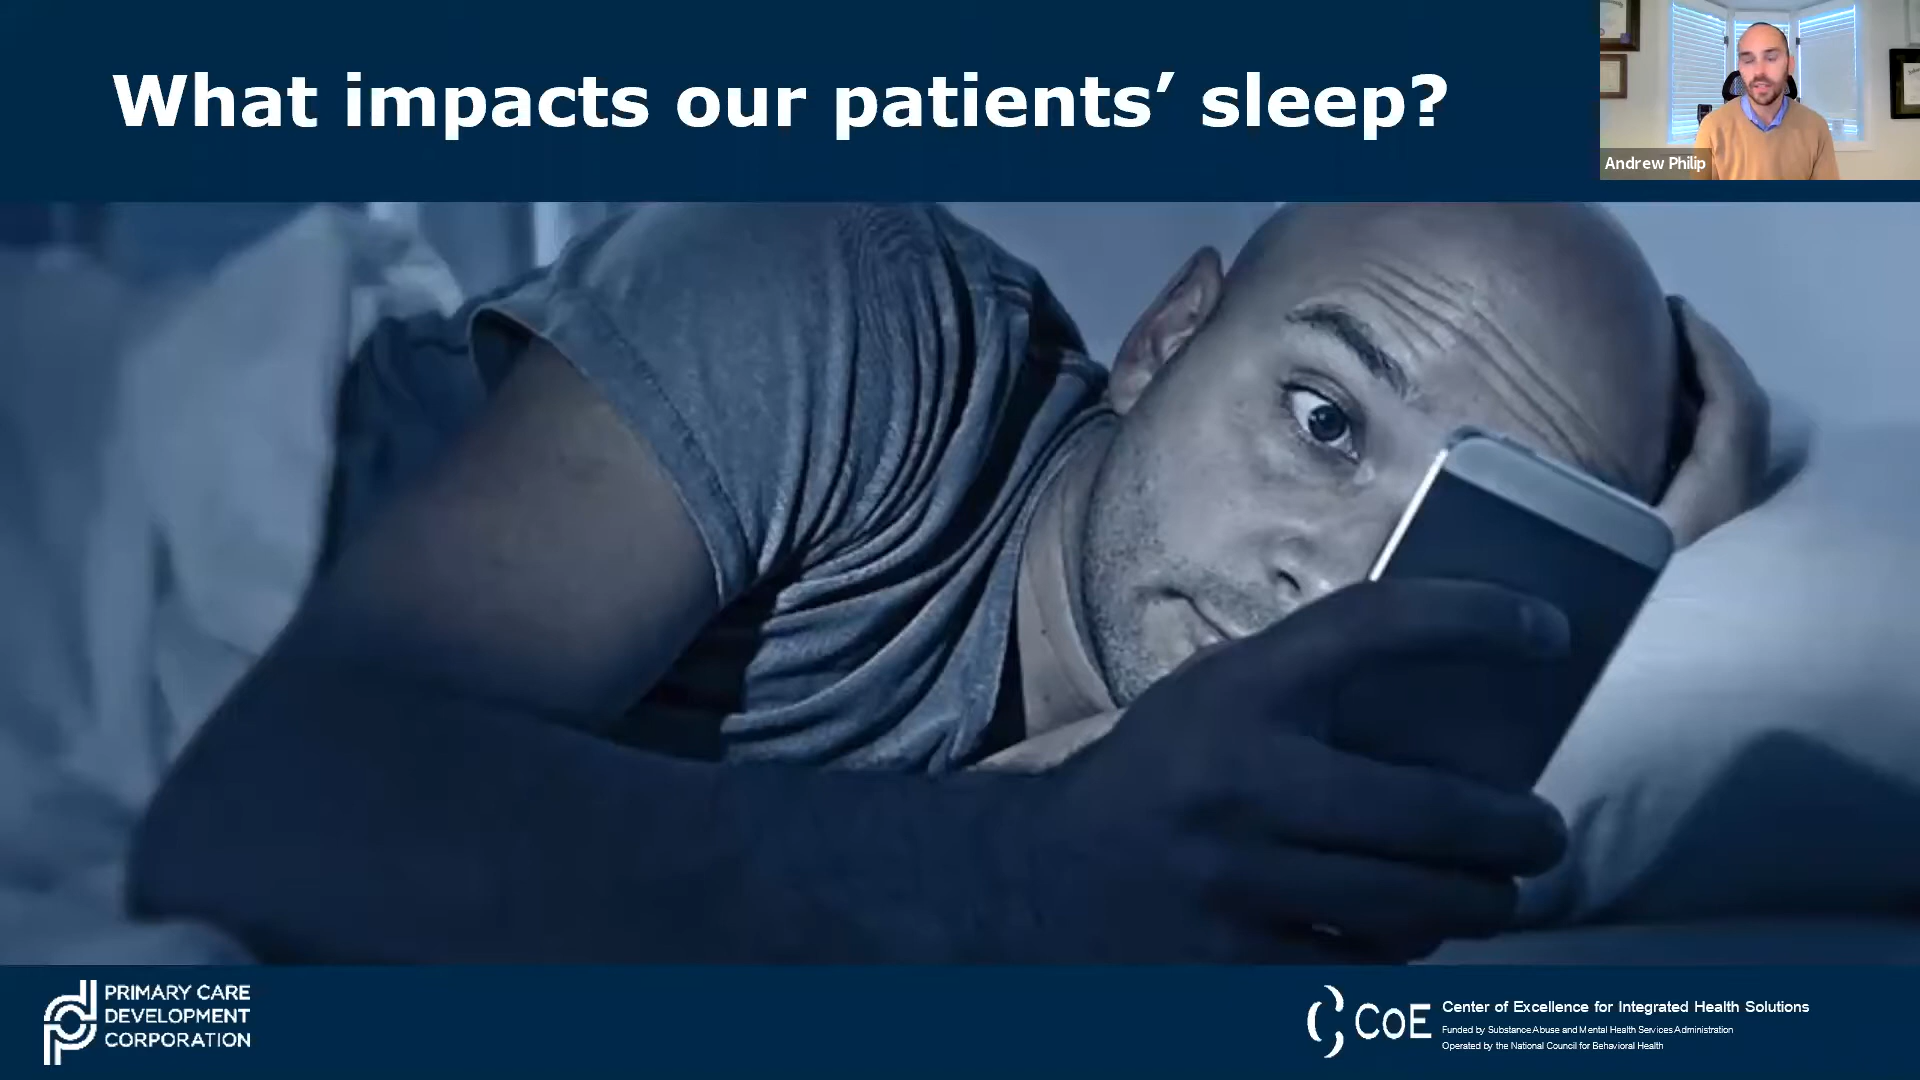 What impacts our patients’ sleep?
Andrew Philip
PRIMARY CARE
DEVELOPMENT
CORPORATION
COE
Center of Excellence for Integrated Health Solutions
Funded by Substance Abuse and Mental Health Services Administration
Operated by the National Council for Behavioral Health